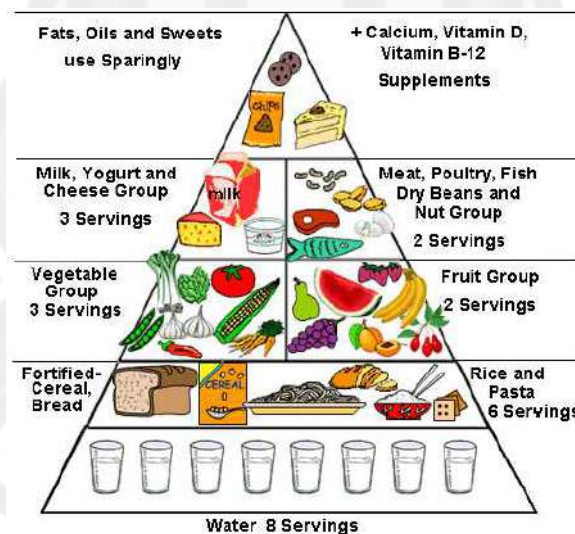 Fats, Oils and Sweets
use Sparingly
+ Calcium, Vitamin D,
Vitamin B-12
Supplements
chips
Milk, Yogurt and
Cheese Group
3 Servings
milk
Meat, Poultry, Fish
Dry Beans and
Nut Group
2 Servings
Vegetable
Group
3 Servings
Fruit Group
2 Servings
Fortified-
Cereal,
Bread
CEREAL
Rice and
Pasta
6 Servings
Water 8 Servings